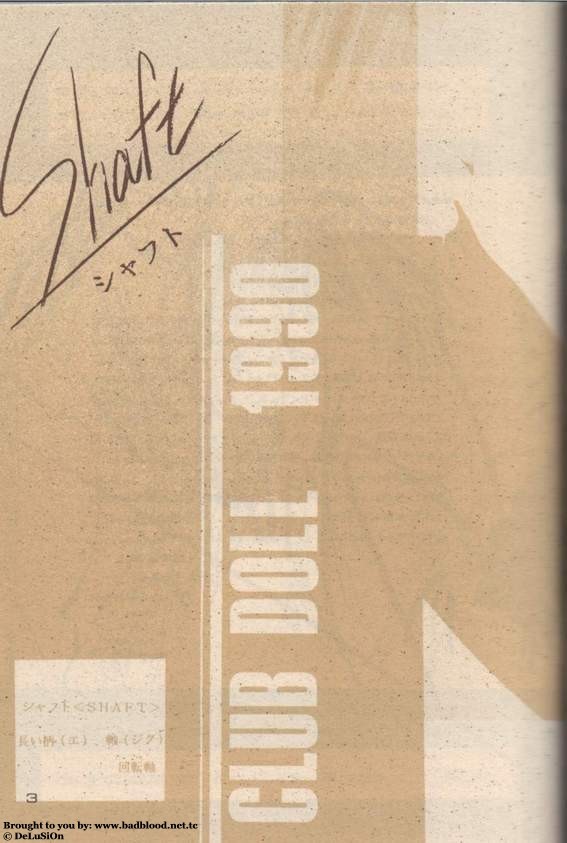 Shaft
シャフト
CLUB DOLL 1990
シャフト<SHAFT>
長い柄(エ)、軸(ジク)
回転軸
3
Brought to you by: www.badblood.net.tc
© DeLuSiOn